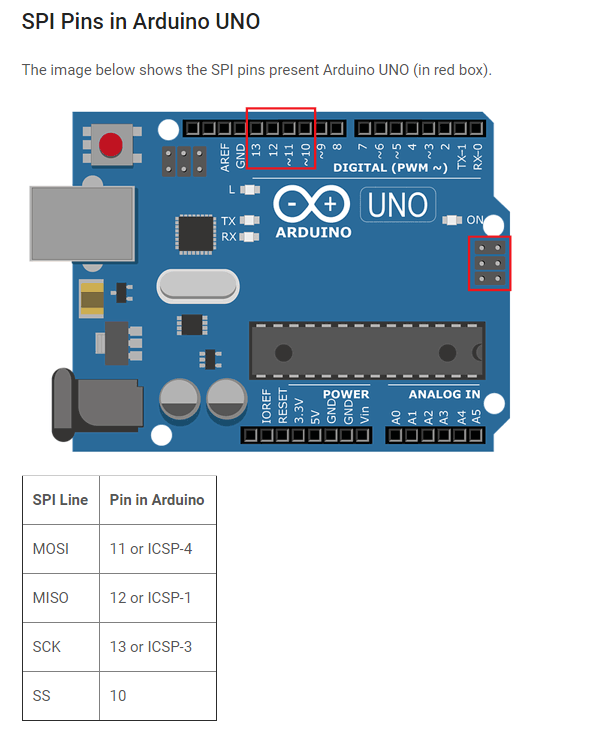 SPI Pins in Arduino UNO
The image below shows the SPI pins present Arduino UNO (in red box).
AREF
GND
13
12
~11
~10
~9
8
7
~6
~5
4
~3
2
TX-1
RX-0
DIGITAL (PWM ~)
L
TX
RX
- +
ARDUINO
UNO
ON
IOREF
RESET
3.3V
5V
GND
GND
Vin
POWER
ANALOG IN
A0
A1
A2
A3
A4
A5
SPI Line Pin in Arduino
MOSI 11 or ICSP-4
MISO 12 or ICSP-1
SCK 13 or ICSP-3
SS 10